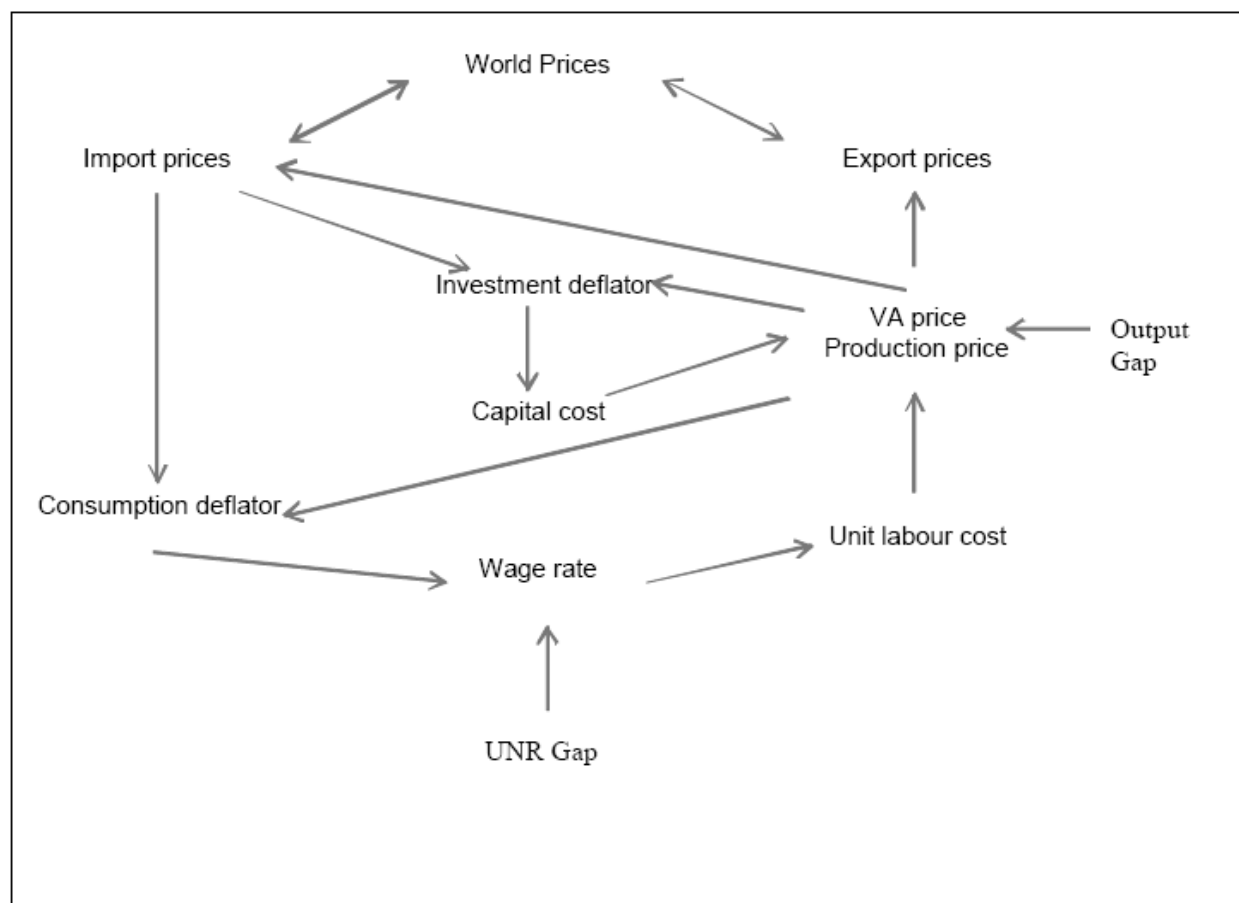 World Prices
Import prices
Export prices
Investment deflator
VA price
Production price
Output
Gap
Capital cost
Consumption deflator
Unit labour cost
Wage rate
UNR Gap